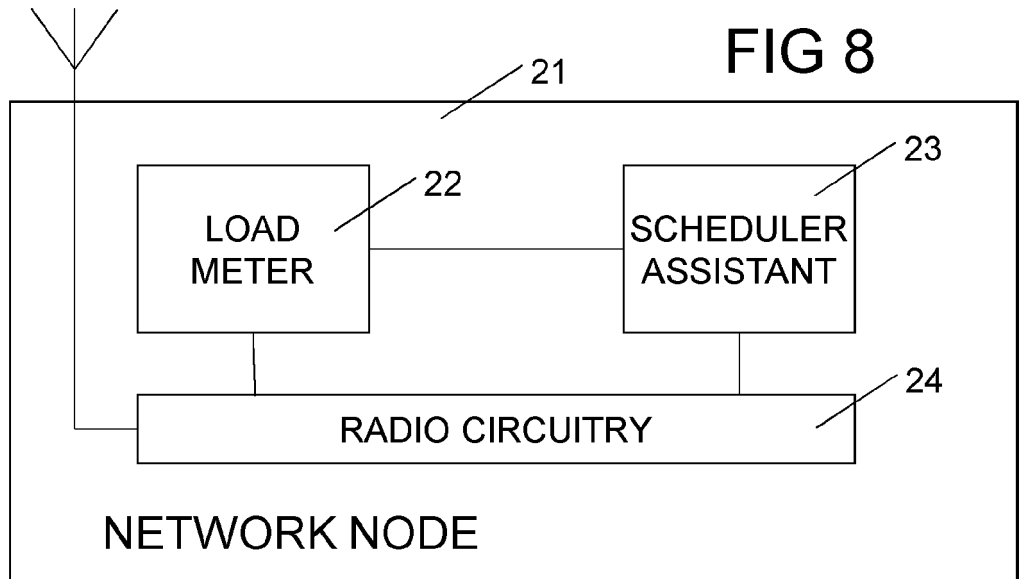 FIG 8
21
22
LOAD
METER
23
SCHEDULER
ASSISTANT
24
RADIO CIRCUITRY
NETWORK NODE